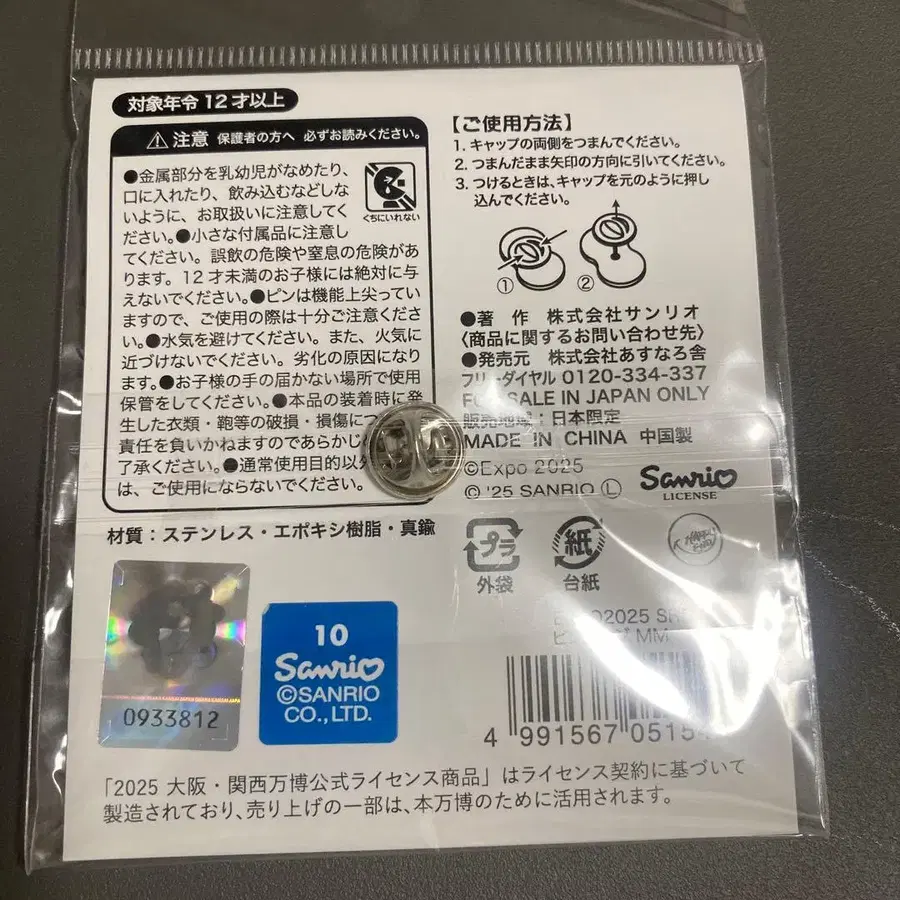 対象年令 12 才以上
注意 保護者の方へ 必ずお読みください。
●金属部分を乳幼児がなめたり、
口に入れたり、飲み込むなどしな
いように、お取扱いに注意してく
ださい。●小さな付属品に注意し
てください。誤飲の危険や窒息の危険があ
ります。12 才未満のお子様には絶対に与
えないでください。●ピンは機能上尖ってい
ますので、ご使用の際は十分ご注意くださ
い。●水気を避けてください。また、火気に
近づけないでください。劣化の原因になり
ます。●お子様の手の届かない場所で使用
保管をしてください。●本品の装着時に発
生した衣類・鞄等の破損・損傷につ
責任を負いかねますのであらかじ
了承ください。●通常使用目的以外
は、ご使用にならないでください。
くちにいれない
材質：ステンレス・エポキシ樹脂・真鍮
【ご使用方法】
1. キャップの両側をつまんでください。
2. つまんだまま矢印の方向に引いてください。
3. つけるときは、キャップを元のように押し
込んでください。
① ②
●著 作 株式会社サンリオ
〈商品に関するお問い合わせ先〉
●発売元 株式会社あすなろ舎
フリーダイヤル 0120-334-337
FOR SALE IN JAPAN ONLY
販売地域：日本限定
MADE IN CHINA 中国製
©Expo 2025
© '25 SANRIO Ⓛ
Sanrio
LICENSE
プラ
外袋
紙
台紙
0933812
10
Sanrio
©SANRIO
CO., LTD.
2025
MM
4 991567 051
「2025 大阪・関西万博公式ライセンス商品」はライセンス契約に基づいて
製造されており、売り上げの一部は、本万博のために活用されます。